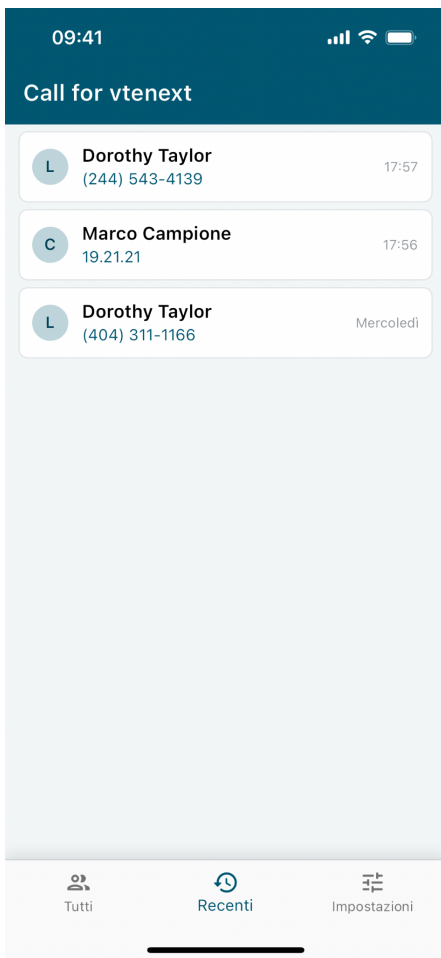 09:41
Call for vtenext
L
Dorothy Taylor
(244) 543-4139
17:57
C
Marco Campione
19.21.21
17:56
L
Dorothy Taylor
(404) 311-1166
Mercoledì
Tutti
Recenti
Impostazioni